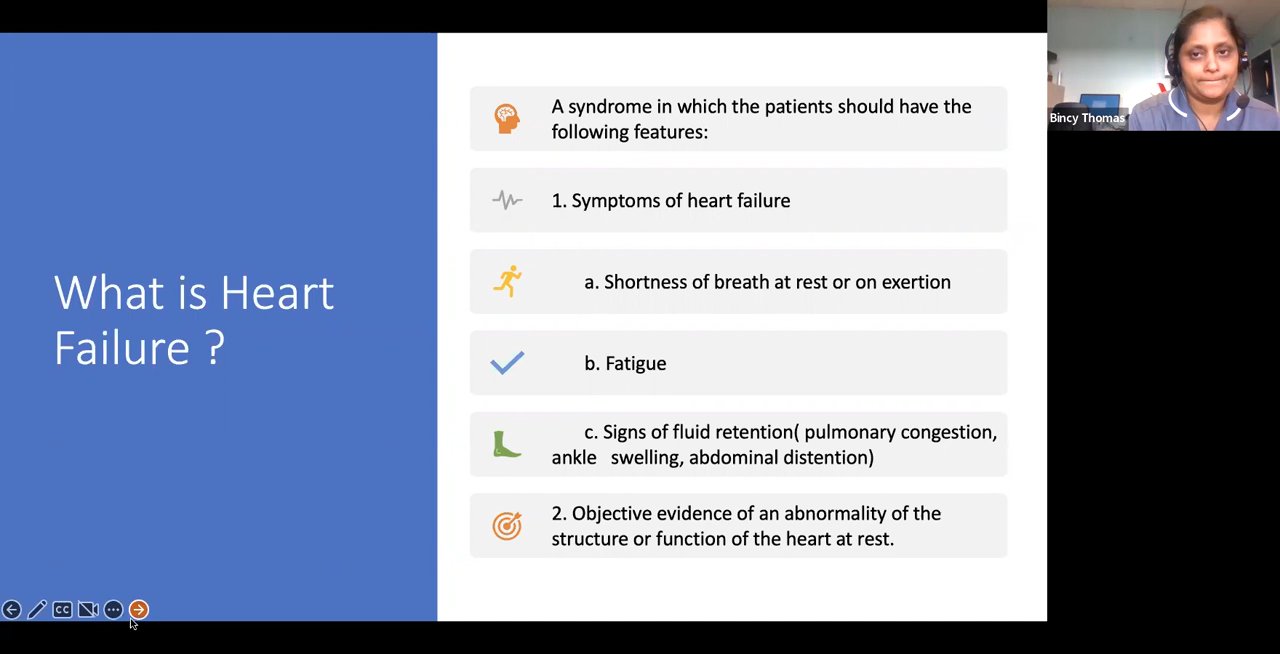 What is Heart
Failure ?
A syndrome in which the patients should have the
following features:
1. Symptoms of heart failure
a. Shortness of breath at rest or on exertion
b. Fatigue
c. Signs of fluid retention( pulmonary congestion,
ankle   swelling, abdominal distention)
2. Objective evidence of an abnormality of the
structure or function of the heart at rest.
Bincy Thomas
CC